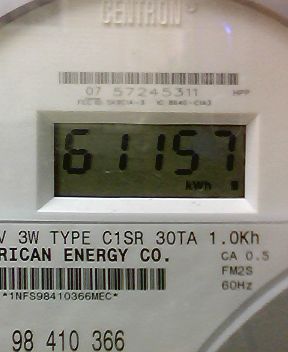 CENTRON®
07 57245311 HPP
61157
kWh
V 3W TYPE C1SR 30TA 1.0Kh
RICAN ENERGY CO. CA 0.5
FM2S
*1NFS98410366MEC* 60Hz
98 410 366